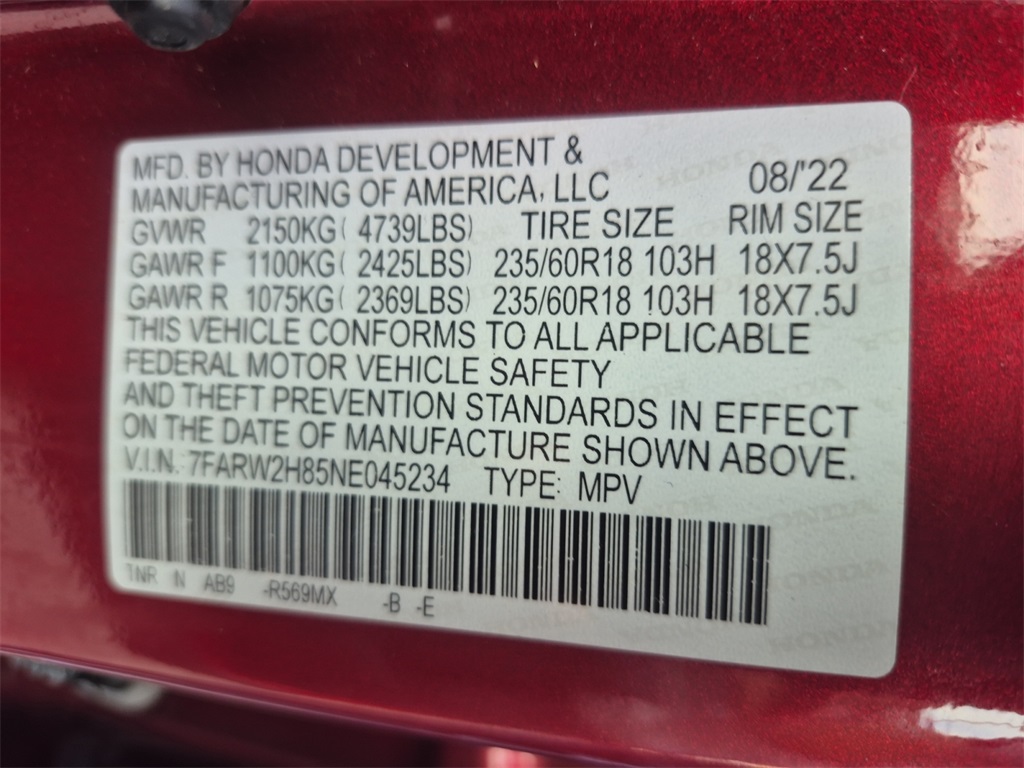 MFD. BY HONDA DEVELOPMENT &
MANUFACTURING OF AMERICA, LLC 08/'22
GVWR 2150KG( 4739LBS) TIRE SIZE RIM SIZE
GAWR F 1100KG( 2425LBS) 235/60R18 103H 18X7.5J
GAWR R 1075KG( 2369LBS) 235/60R18 103H 18X7.5J
THIS VEHICLE CONFORMS TO ALL APPLICABLE
FEDERAL MOTOR VEHICLE SAFETY
AND THEFT PREVENTION STANDARDS IN EFFECT
ON THE DATE OF MANUFACTURE SHOWN ABOVE.
V.I.N. 7FARW2H85NE045234 TYPE: MPV
TNR N AB9 -R569MX -B -E